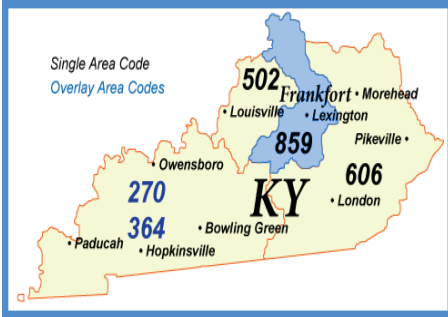 Single Area Code
Overlay Area Codes
502
Frankfort
Morehead
Louisville
Lexington
859
Pikeville
Owensboro
606
270
KY
London
364
Bowling Green
Paducah
Hopkinsville